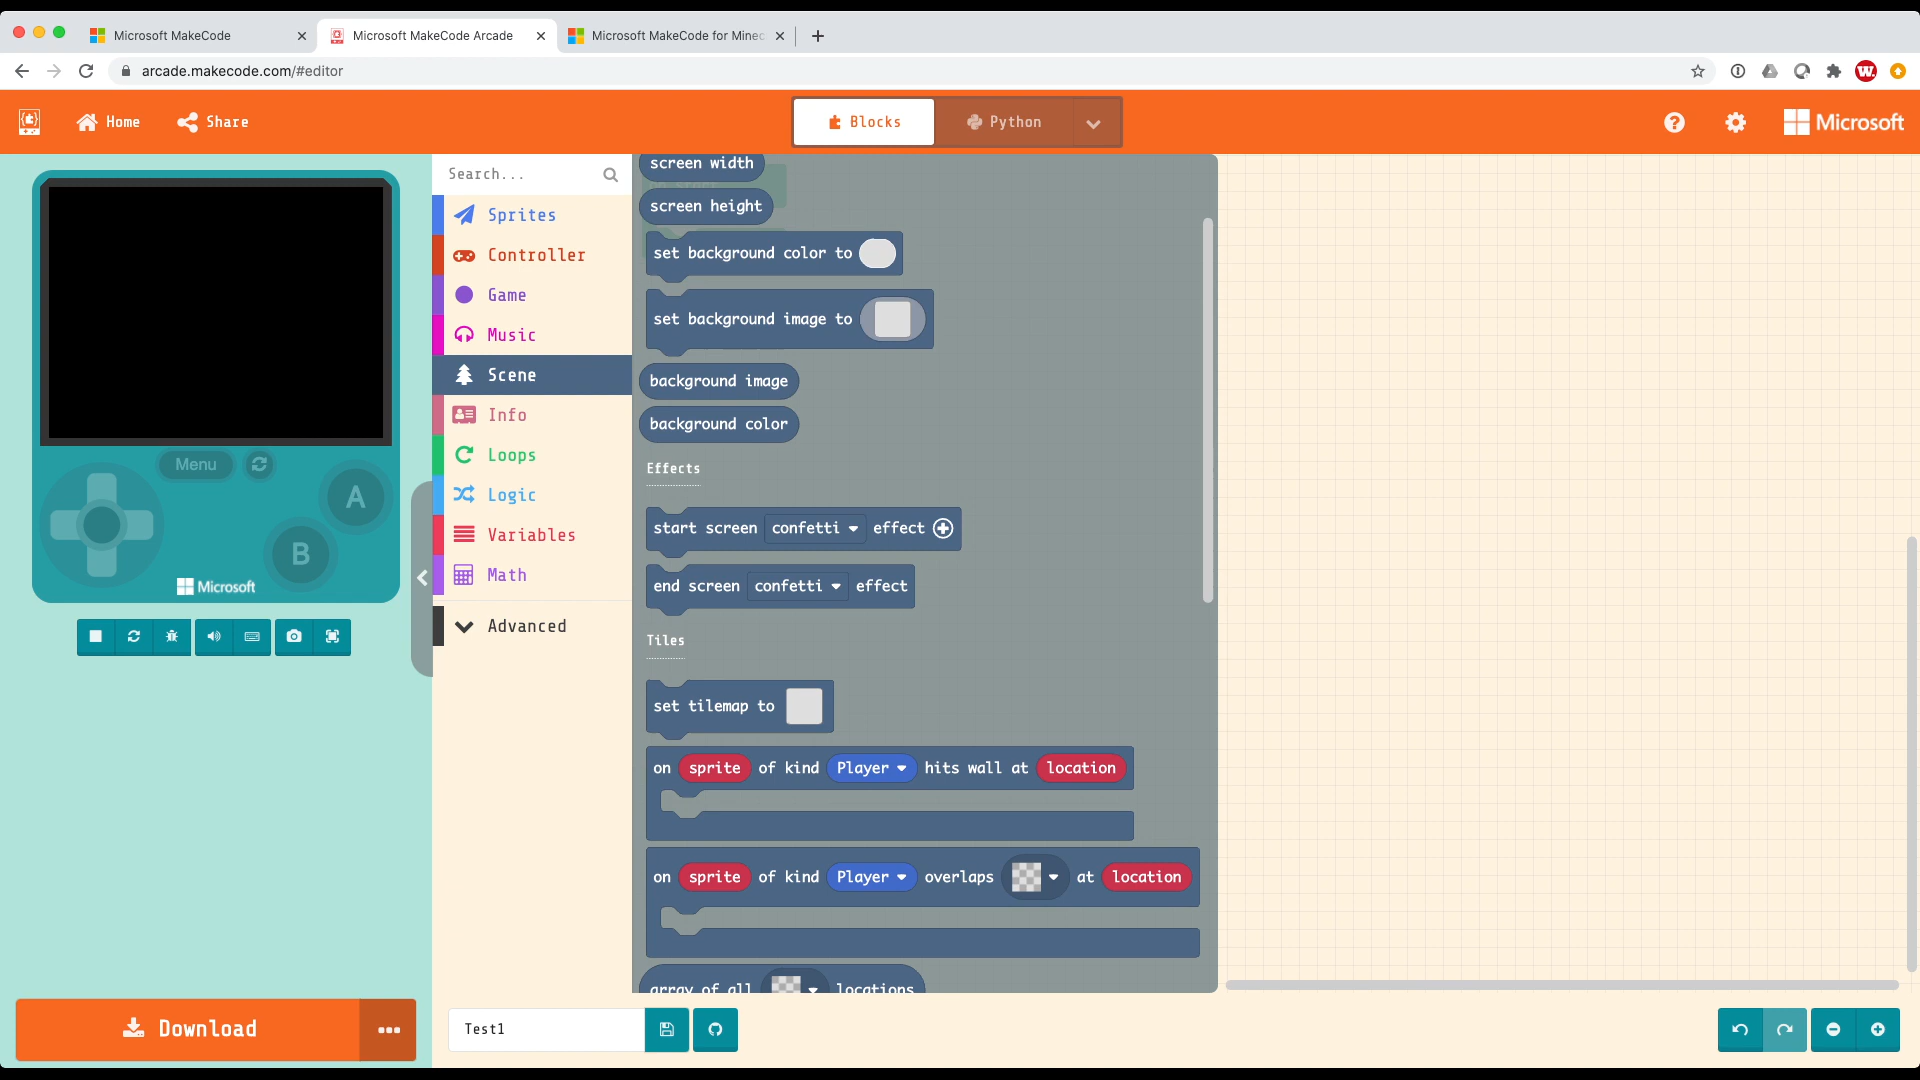 Microsoft MakeCode
Microsoft MakeCode Arcade
Microsoft MakeCode for Minec
arcade.makecode.com/#editor
Home
Share
Blocks
Python
Microsoft
Search...
Sprites
Controller
Game
Music
Scene
Info
Loops
Logic
Variables
Math
Advanced
screen width
screen height
set background color to
set background image to
background image
background color
Effects
start screen confetti effect
end screen confetti effect
Tiles
set tilemap to
on sprite of kind Player hits wall at location
on sprite of kind Player overlaps at location
array of all locations
Menu
A
B
Microsoft
Download
Test1